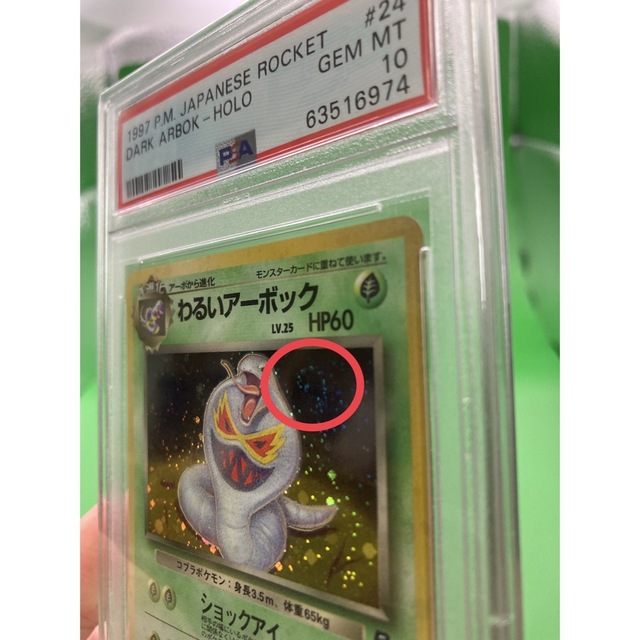 1997 P.M. JAPANESE ROCKET #24
DARK ARBOK - HOLO GEM MT
10
PSA 63516974
アーボから進化 モンスターカードに重ねて使います。
わるいアーボック
LV.25 HP60
コブラポケモン:身長3.5m、体重65kg
ショックアイ